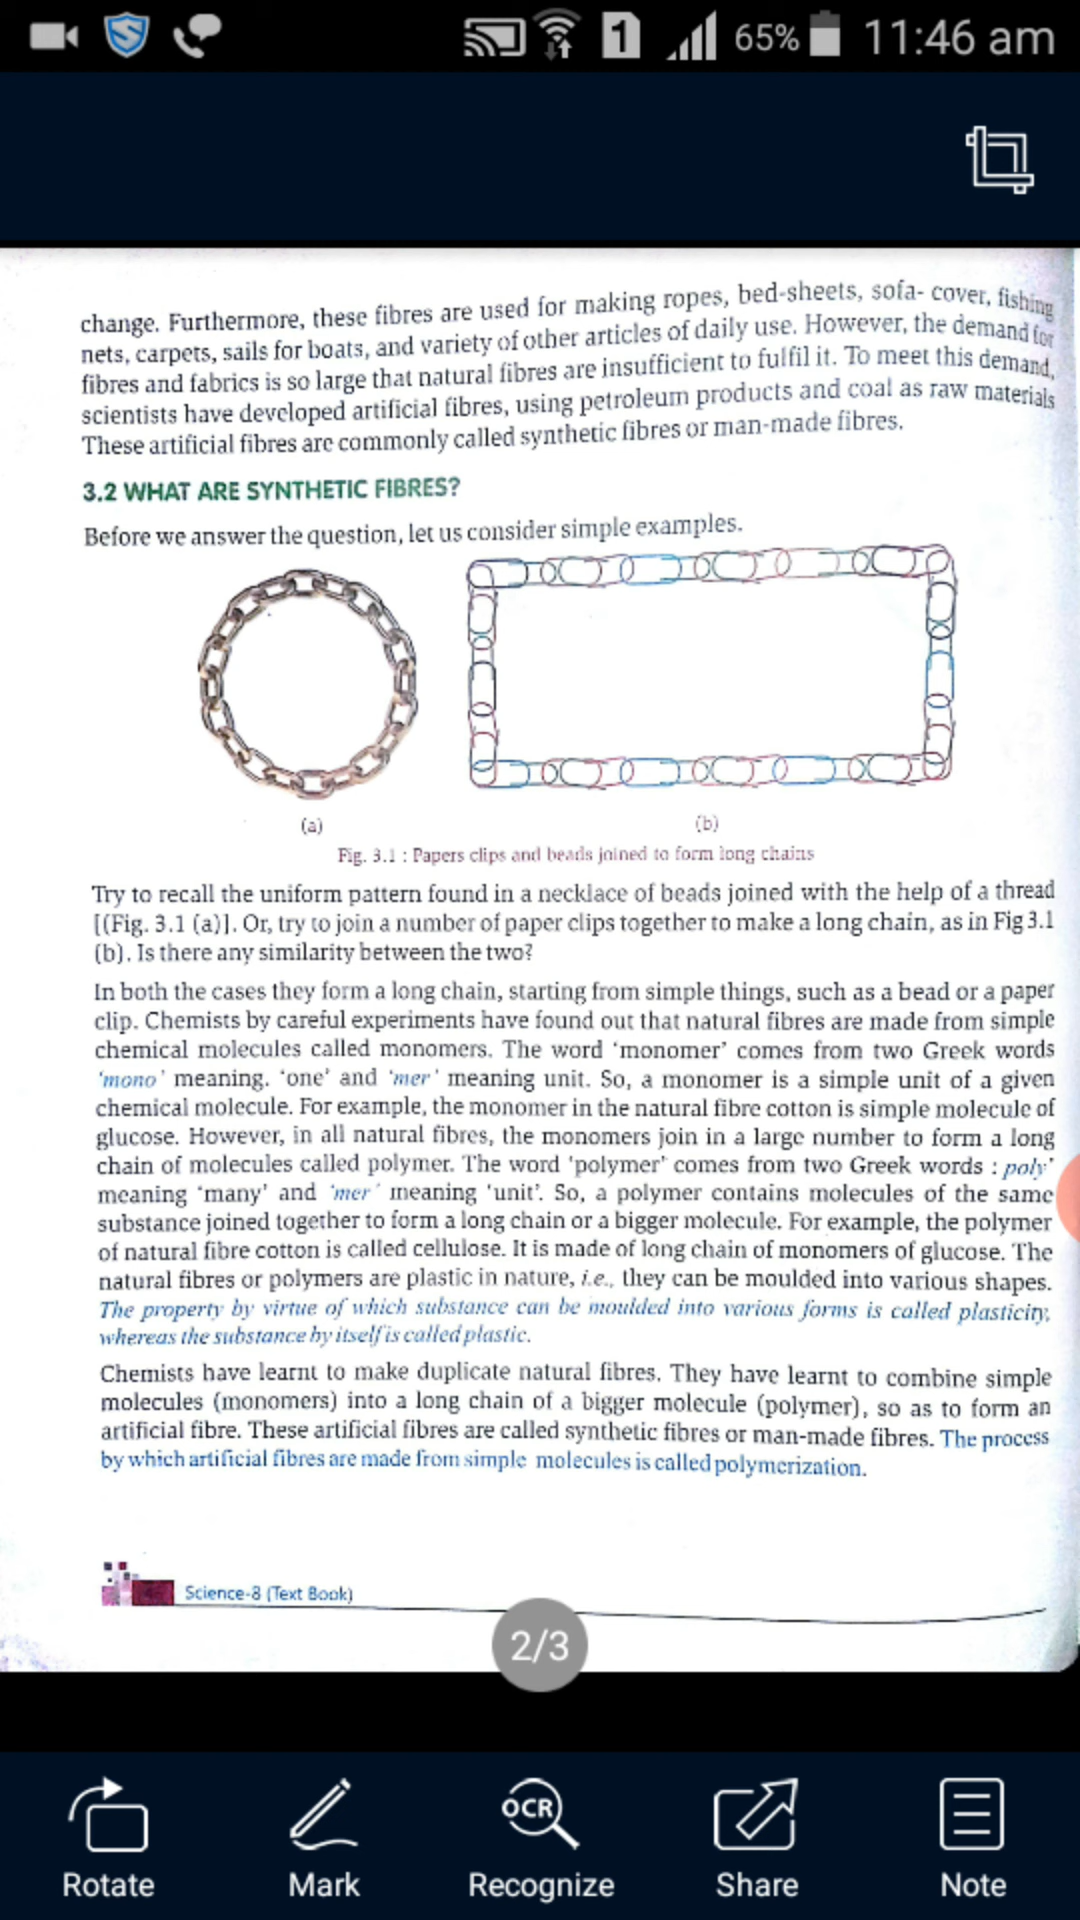 1 65% 11:46 am
change. Furthermore, these fibres are used for making ropes, bed-sheets, sofa- cover, fishing
nets, carpets, sails for boats, and variety of other articles of daily use. However, the demand for
fibres and fabrics is so large that natural fibres are insufficient to fulfil it. To meet this demand,
scientists have developed artificial fibres, using petroleum products and coal as raw materials
These artificial fibres are commonly called synthetic fibres or man-made fibres.
3.2 WHAT ARE SYNTHETIC FIBRES?
Before we answer the question, let us consider simple examples.
(a) (b)
Fig. 3.1 : Papers clips and beads joined to form long chains
Try to recall the uniform pattern found in a necklace of beads joined with the help of a thread
[(Fig. 3.1 (a)]. Or, try to join a number of paper clips together to make a long chain, as in Fig 3.1
(b). Is there any similarity between the two?
In both the cases they form a long chain, starting from simple things, such as a bead or a paper
clip. Chemists by careful experiments have found out that natural fibres are made from simple
chemical molecules called monomers. The word 'monomer' comes from two Greek words
'mono' meaning. 'one' and 'mer' meaning unit. So, a monomer is a simple unit of a given
chemical molecule. For example, the monomer in the natural fibre cotton is simple molecule of
glucose. However, in all natural fibres, the monomers join in a large number to form a long
chain of molecules called polymer. The word 'polymer' comes from two Greek words : poly'
meaning 'many' and 'mer' meaning 'unit'. So, a polymer contains molecules of the same
substance joined together to form a long chain or a bigger molecule. For example, the polymer
of natural fibre cotton is called cellulose. It is made of long chain of monomers of glucose. The
natural fibres or polymers are plastic in nature, i.e., they can be moulded into various shapes.
The property by virtue of which substance can be moulded into various forms is called plasticity,
whereas the substance by itself is called plastic.
Chemists have learnt to make duplicate natural fibres. They have learnt to combine simple
molecules (monomers) into a long chain of a bigger molecule (polymer), so as to form an
artificial fibre. These artificial fibres are called synthetic fibres or man-made fibres. The process
by which artificial fibres are made from simple molecules is called polymerization.
Science-8 (Text Book)
2/3
OCR
Rotate Mark Recognize Share Note